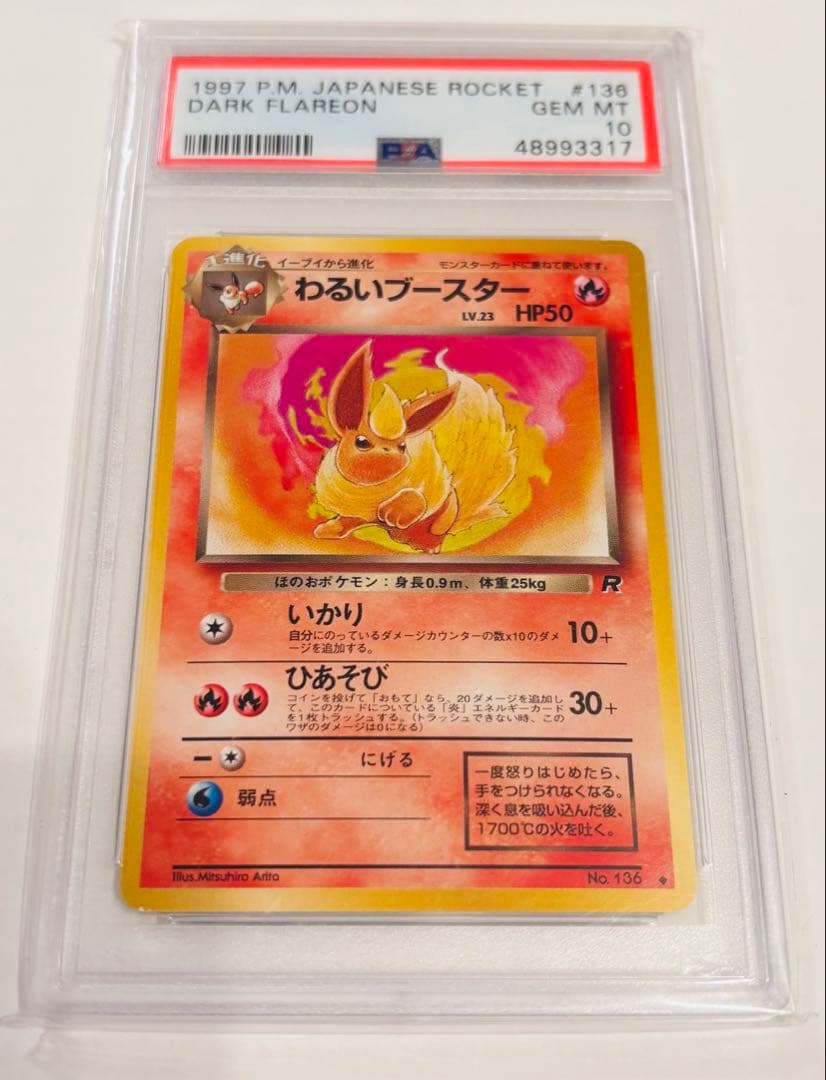 1997 P.M. JAPANESE ROCKET #136
DARK FLAREON GEM MT
10
PSA 48993317
1進化 イーブイから進化 モンスターカードに重ねて使います。
わるいブースター
LV.23 HP50
ほのおポケモン：身長0.9m、体重25kg R
いかり
自分にのっているダメージカウンターの数×10のダメ
ージを追加する。
10+
ひあそび
コインを投げて「おもて」なら、20ダメージを追加し
て、このカードについている「炎」エネルギーカード
を1枚トラッシュする。（トラッシュできない時、この
ワザのダメージは0になる）
30+
にげる
弱点
一度怒りはじめたら、
手をつけられなくなる。
深く息を吸い込んだ後、
1700℃の火を吐く。
Illus.Mitsuhiro Arita No. 136